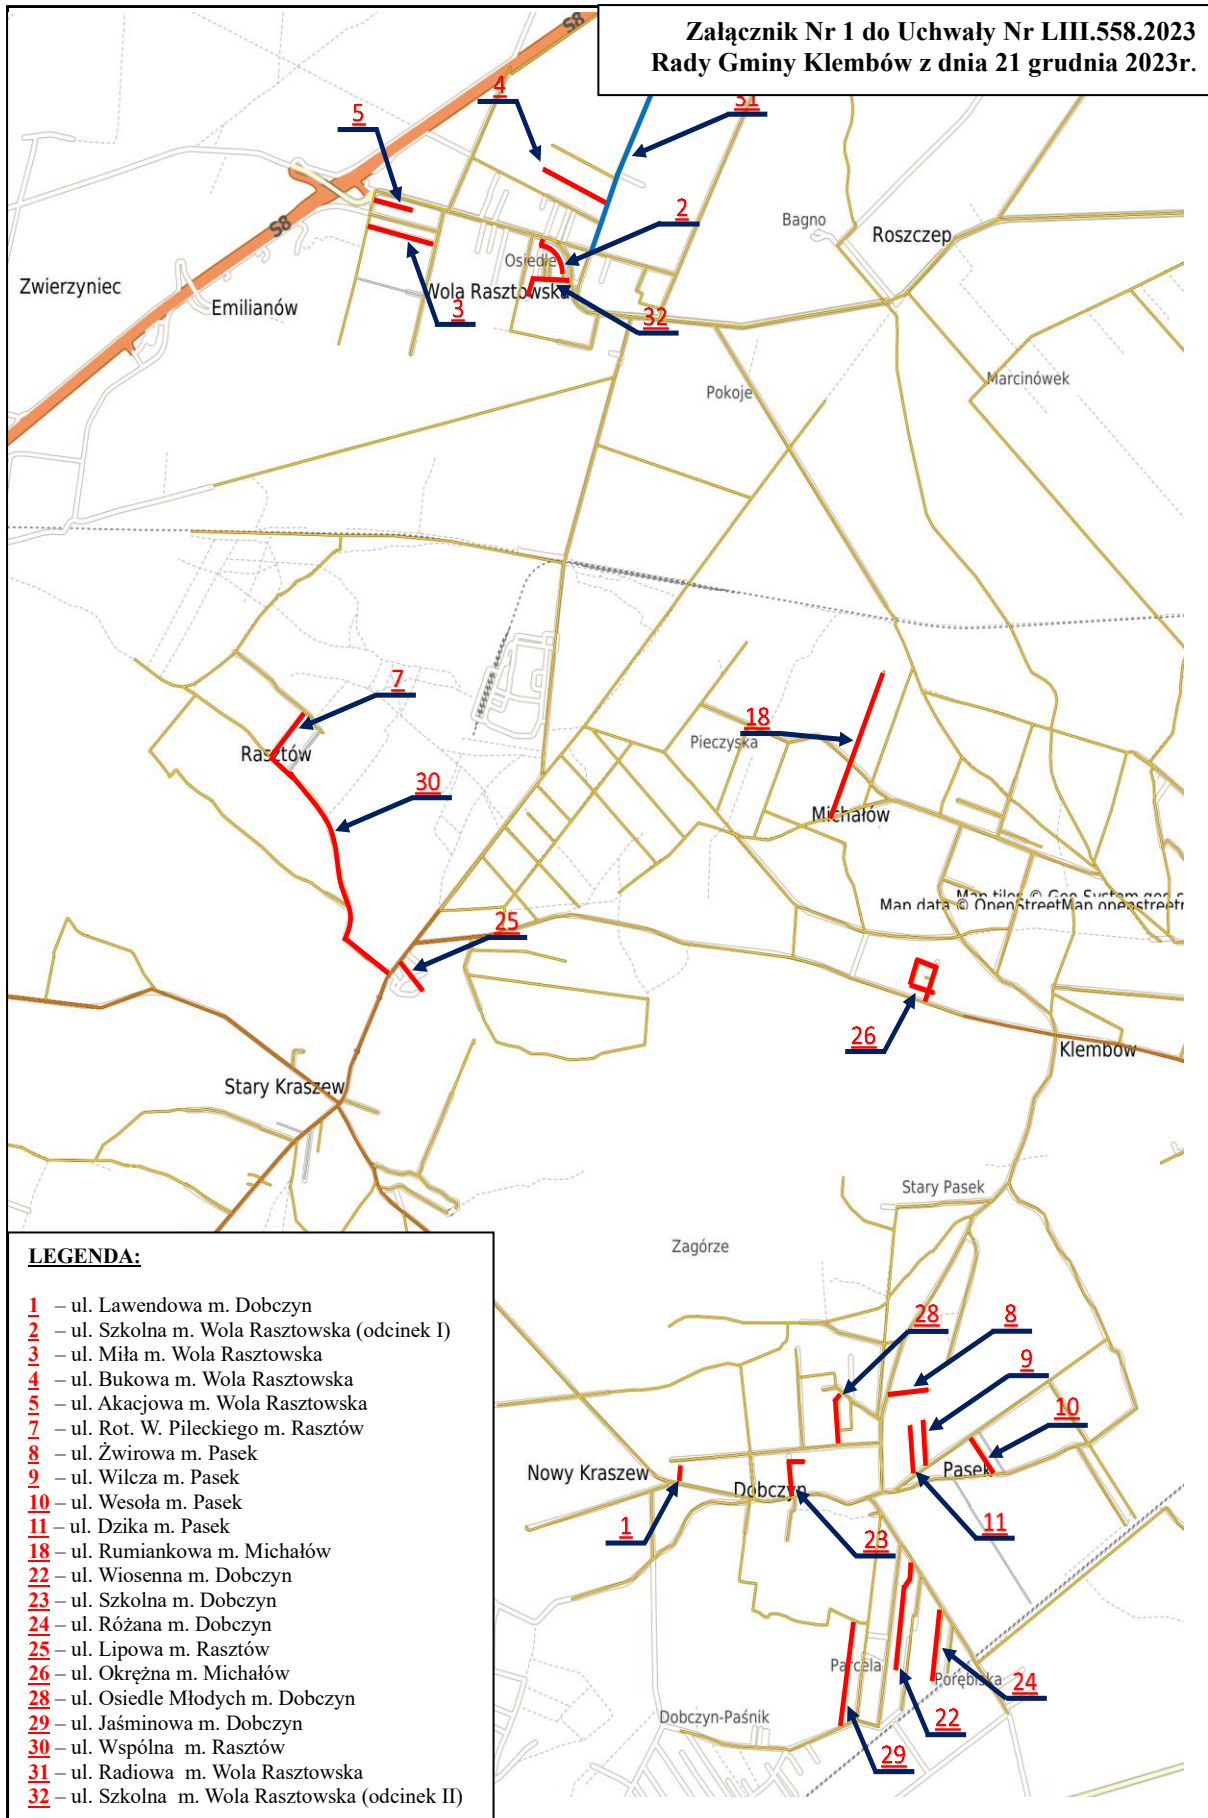 Załącznik Nr 1 do Uchwały Nr LIII.558.2023
Rady Gminy Klembów z dnia 21 grudnia 2023r.
S8
4
31
5
2
Bagno
Roszczep
S8
Osiedle
Zwierzyniec
Wola Rasztowska
Emilianów
3
32
Marcinówek
Pokoje
7
18
Pieczyska
Rasztów
30
Michałów
Map tiles © Geo-System
Map data © OpenStreetMap
25
26
Klembów
Stary Kraszew
Stary Pasek
Zagórze
28
8
9
10
Nowy Kraszew
Pasek
Dobczyn
1
23
11
Parcela
Porębiska
24
22
Dobczyn-Paśnik
29
LEGENDA:
1 – ul. Lawendowa m. Dobczyn
2 – ul. Szkolna m. Wola Rasztowska (odcinek I)
3 – ul. Miła m. Wola Rasztowska
4 – ul. Bukowa m. Wola Rasztowska
5 – ul. Akacjowa m. Wola Rasztowska
7 – ul. Rot. W. Pileckiego m. Rasztów
8 – ul. Żwirowa m. Pasek
9 – ul. Wilcza m. Pasek
10 – ul. Wesoła m. Pasek
11 – ul. Dzika m. Pasek
18 – ul. Rumiankowa m. Michałów
22 – ul. Wiosenna m. Dobczyn
23 – ul. Szkolna m. Dobczyn
24 – ul. Różana m. Dobczyn
25 – ul. Lipowa m. Rasztów
26 – ul. Okrężna m. Michałów
28 – ul. Osiedle Młodych m. Dobczyn
29 – ul. Jaśminowa m. Dobczyn
30 – ul. Wspólna  m. Rasztów
31 – ul. Radiowa  m. Wola Rasztowska
32 – ul. Szkolna  m. Wola Rasztowska (odcinek II)